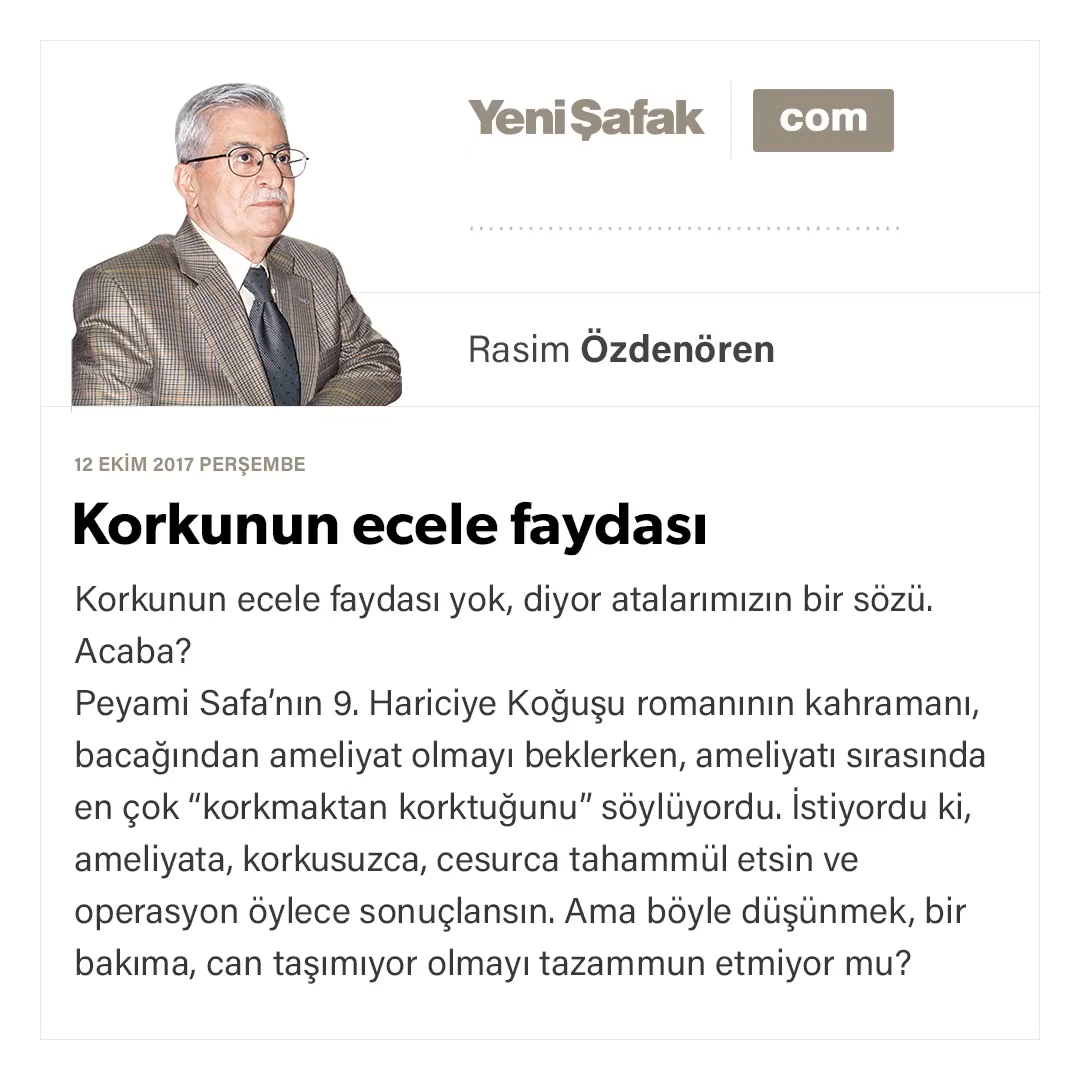 YeniŞafak com
Rasim Özdenören
12 EKİM 2017 PERŞEMBE
Korkunun ecele faydası
Korkunun ecele faydası yok, diyor atalarımızın bir sözü.
Acaba?
Peyami Safa’nın 9. Hariciye Koğuşu romanının kahramanı,
bacağından ameliyat olmayı beklerken, ameliyatı sırasında
en çok “korkmaktan korktuğunu” söylüyordu. İstiyordu ki,
ameliyata, korkusuzca, cesurca tahammül etsin ve
operasyon öylece sonuçlansın. Ama böyle düşünmek, bir
bakıma, can taşımıyor olmayı tazammun etmiyor mu?